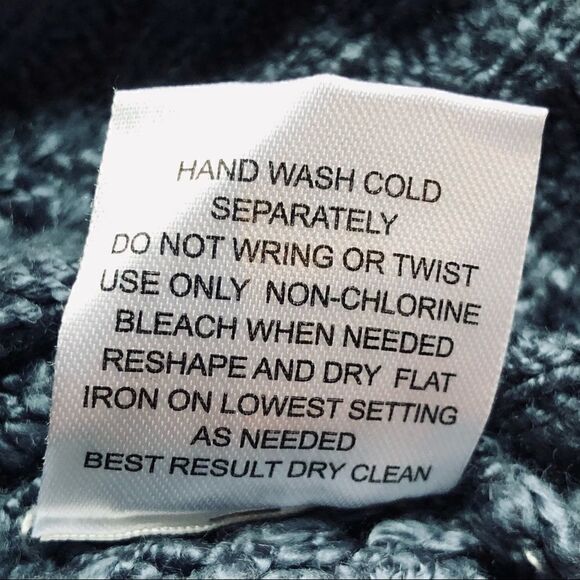 HAND WASH COLD
SEPARATELY
DO NOT WRING OR TWIST
USE ONLY NON-CHLORINE
BLEACH WHEN NEEDED
RESHAPE AND DRY FLAT
IRON ON LOWEST SETTING
AS NEEDED
BEST RESULT DRY CLEAN